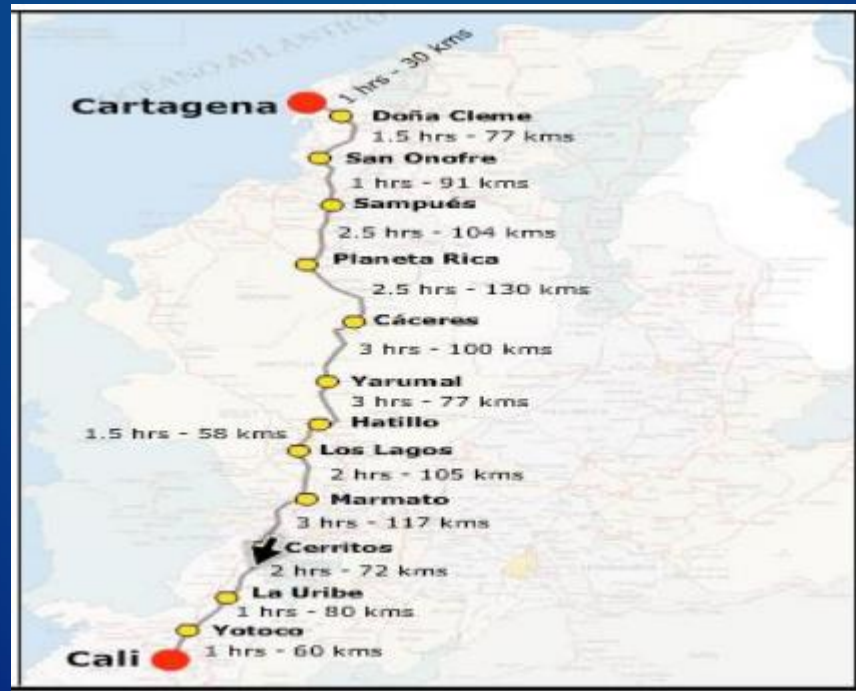 OCEANO ATLANTICO
1 hrs - 30 kms
Cartagena
Doña Cleme
1.5 hrs - 77 kms
San Onofre
1 hrs - 91 kms
Sampués
2.5 hrs - 104 kms
Planeta Rica
2.5 hrs - 130 kms
Cáceres
3 hrs - 100 kms
Yarumal
3 hrs - 77 kms
Hatillo
1.5 hrs - 58 kms
Los Lagos
2 hrs - 105 kms
Marmato
3 hrs - 117 kms
Cerritos
2 hrs - 72 kms
La Uribe
1 hrs - 80 kms
Yotoco
Cali
1 hrs - 60 kms